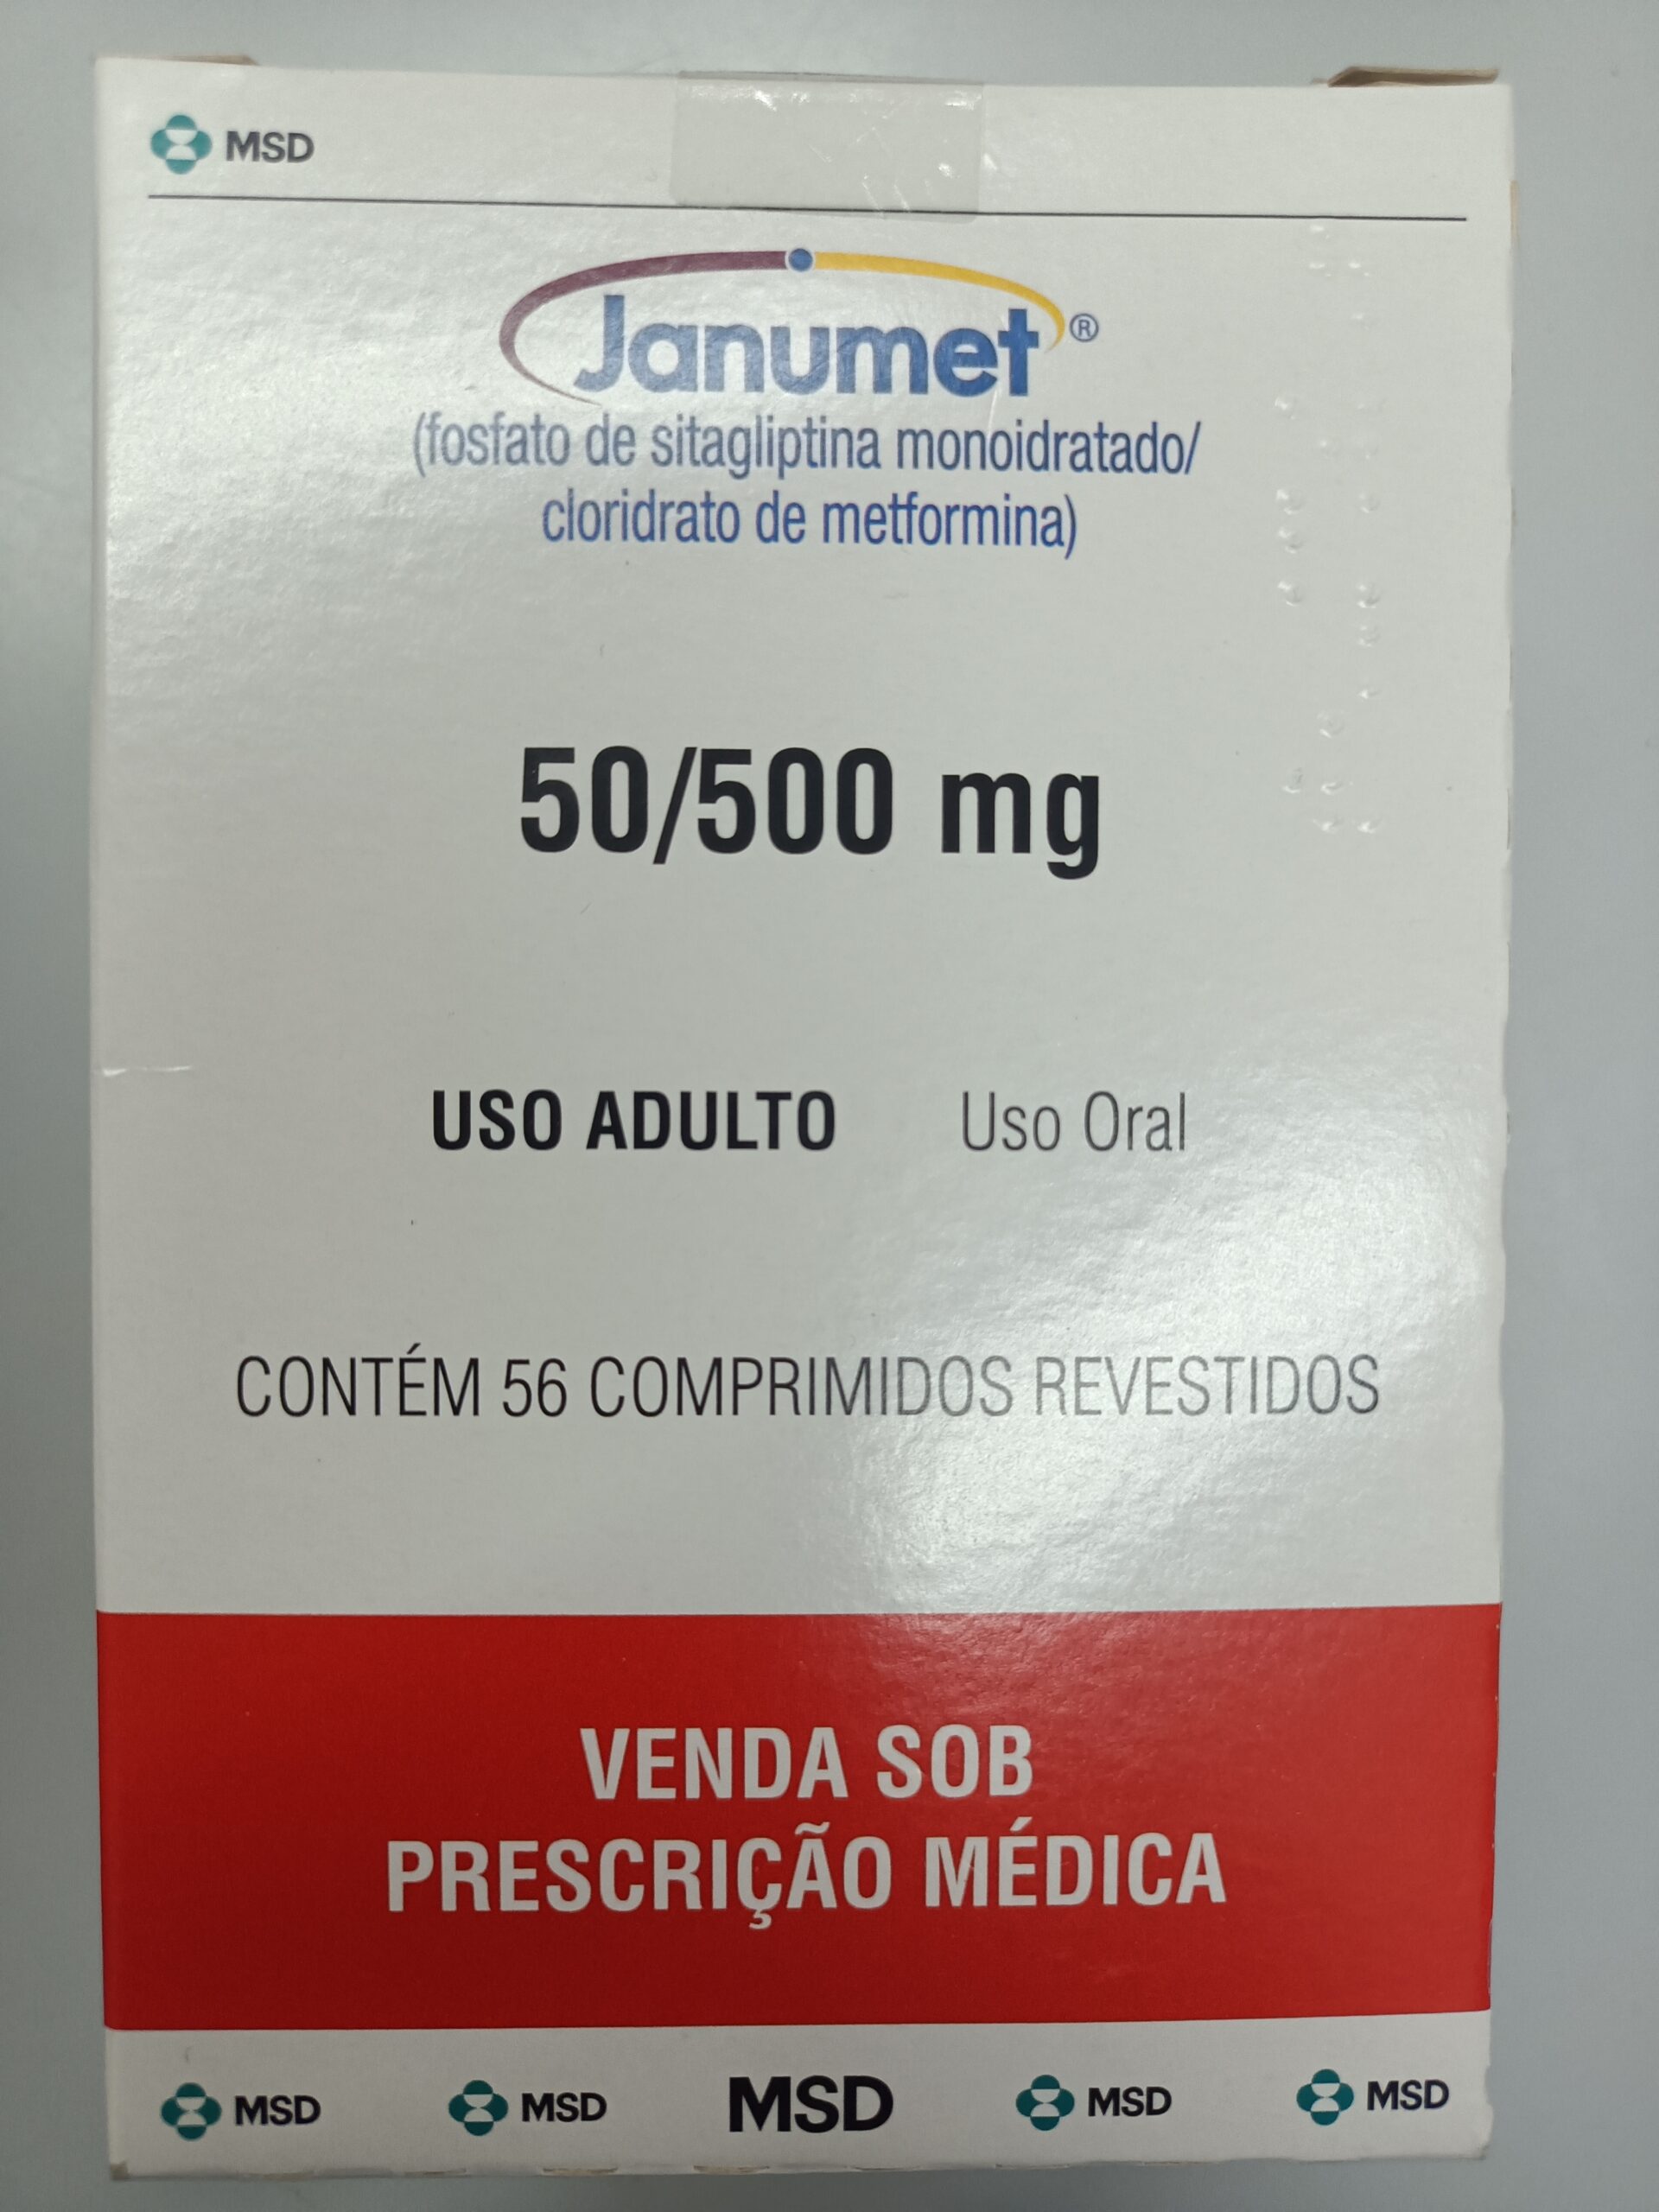 MSD
Janumet®
(fosfato de sitagliptina monoidratado/
cloridrato de metformina)
50/500 mg
USO ADULTO Uso Oral
CONTÉM 56 COMPRIMIDOS REVESTIDOS
VENDA SOB
PRESCRIÇÃO MÉDICA
MSD MSD MSD MSD MSD